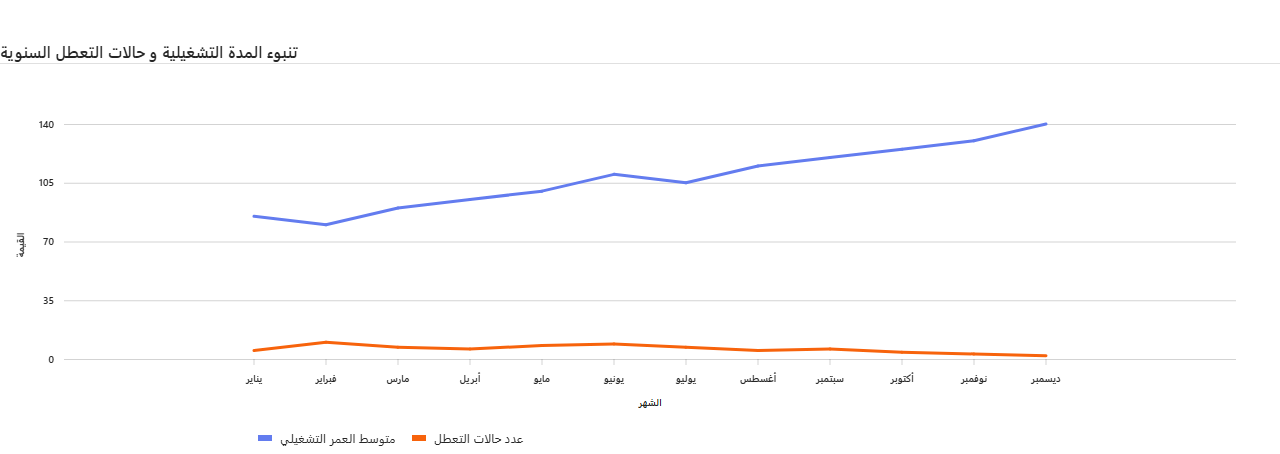 تنبوء المدة التشغيلية و حالات التعطل السنوية
140
105
70
35
0
القيمة
يناير فبراير مارس أبريل مايو يونيو يوليو أغسطس سبتمبر أكتوبر نوفمبر ديسمبر
الشهر
متوسط العمر التشغيلي عدد حالات التعطل